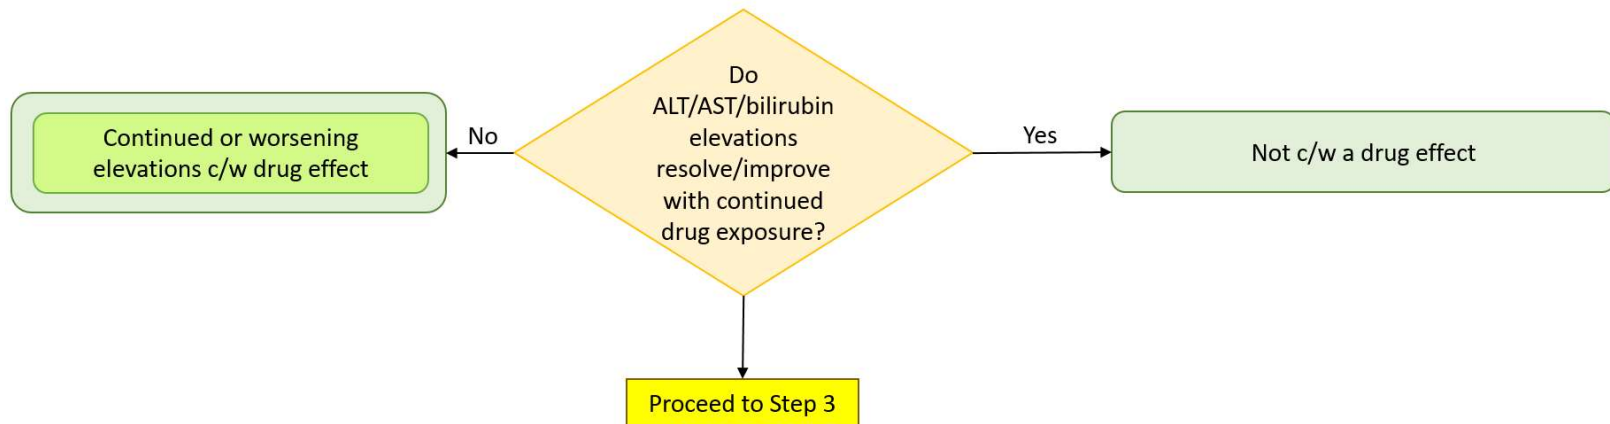 Do
ALT/AST/bilirubin
elevations
resolve/improve
with continued
drug exposure?
No
Continued or worsening
elevations c/w drug effect
Yes
Not c/w a drug effect
Proceed to Step 3